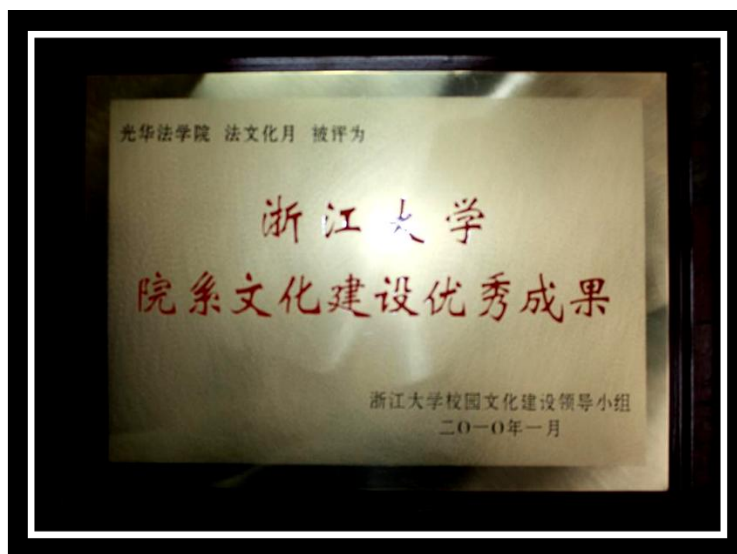 光华法学院 法文化月 被评为
浙江大学
院系文化建设优秀成果
浙江大学校园文化建设领导小组
二〇一〇年一月